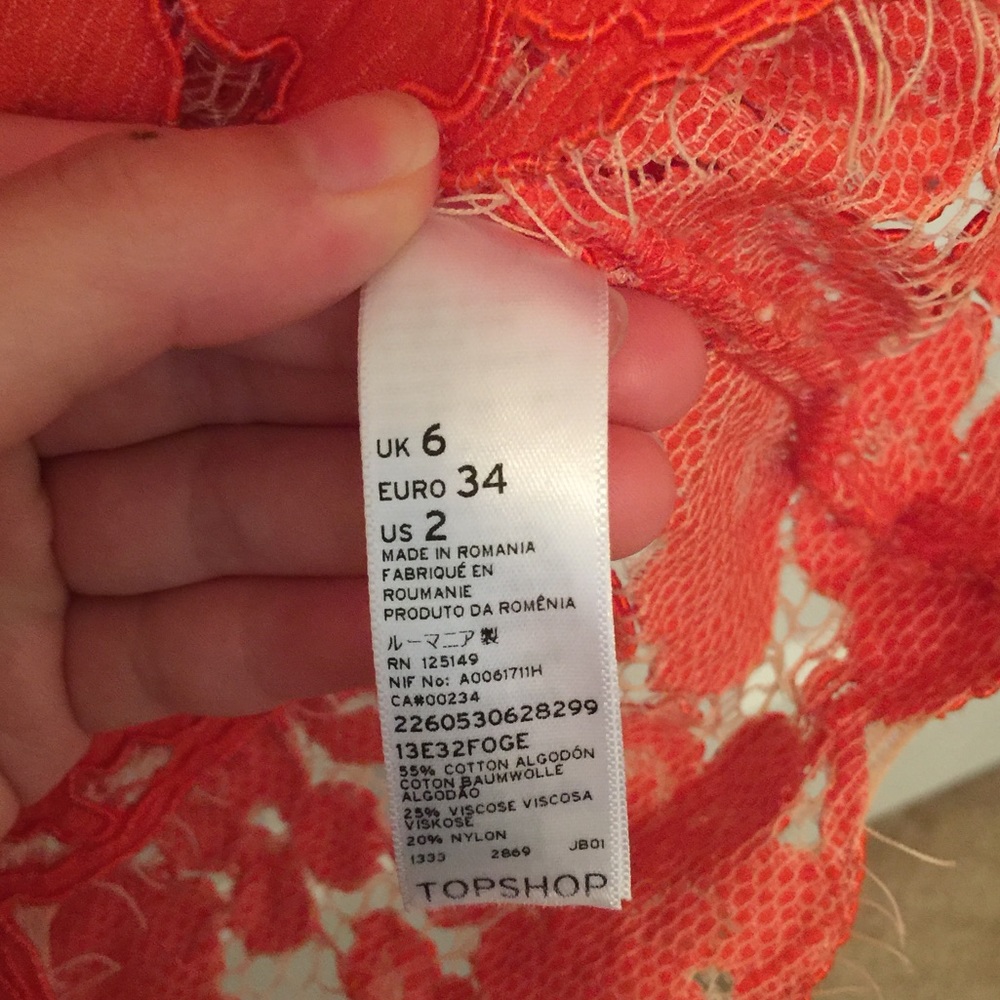 UK 6
EURO 34
US 2
MADE IN ROMANIA
FABRIQUÉ EN
ROUMANIE
PRODUTO DA ROMÊNIA
ルーマニア製
RN 125149
NIF No: A0061711H
CA#00234
2260530628299
13E32FOGE
55% COTTON ALGODÓN
COTON BAUMWOLLE
ALGODÃO
25% VISCOSE VISCOSA
VISKOSE
20% NYLON
1333 2869 JB01
TOPSHOP